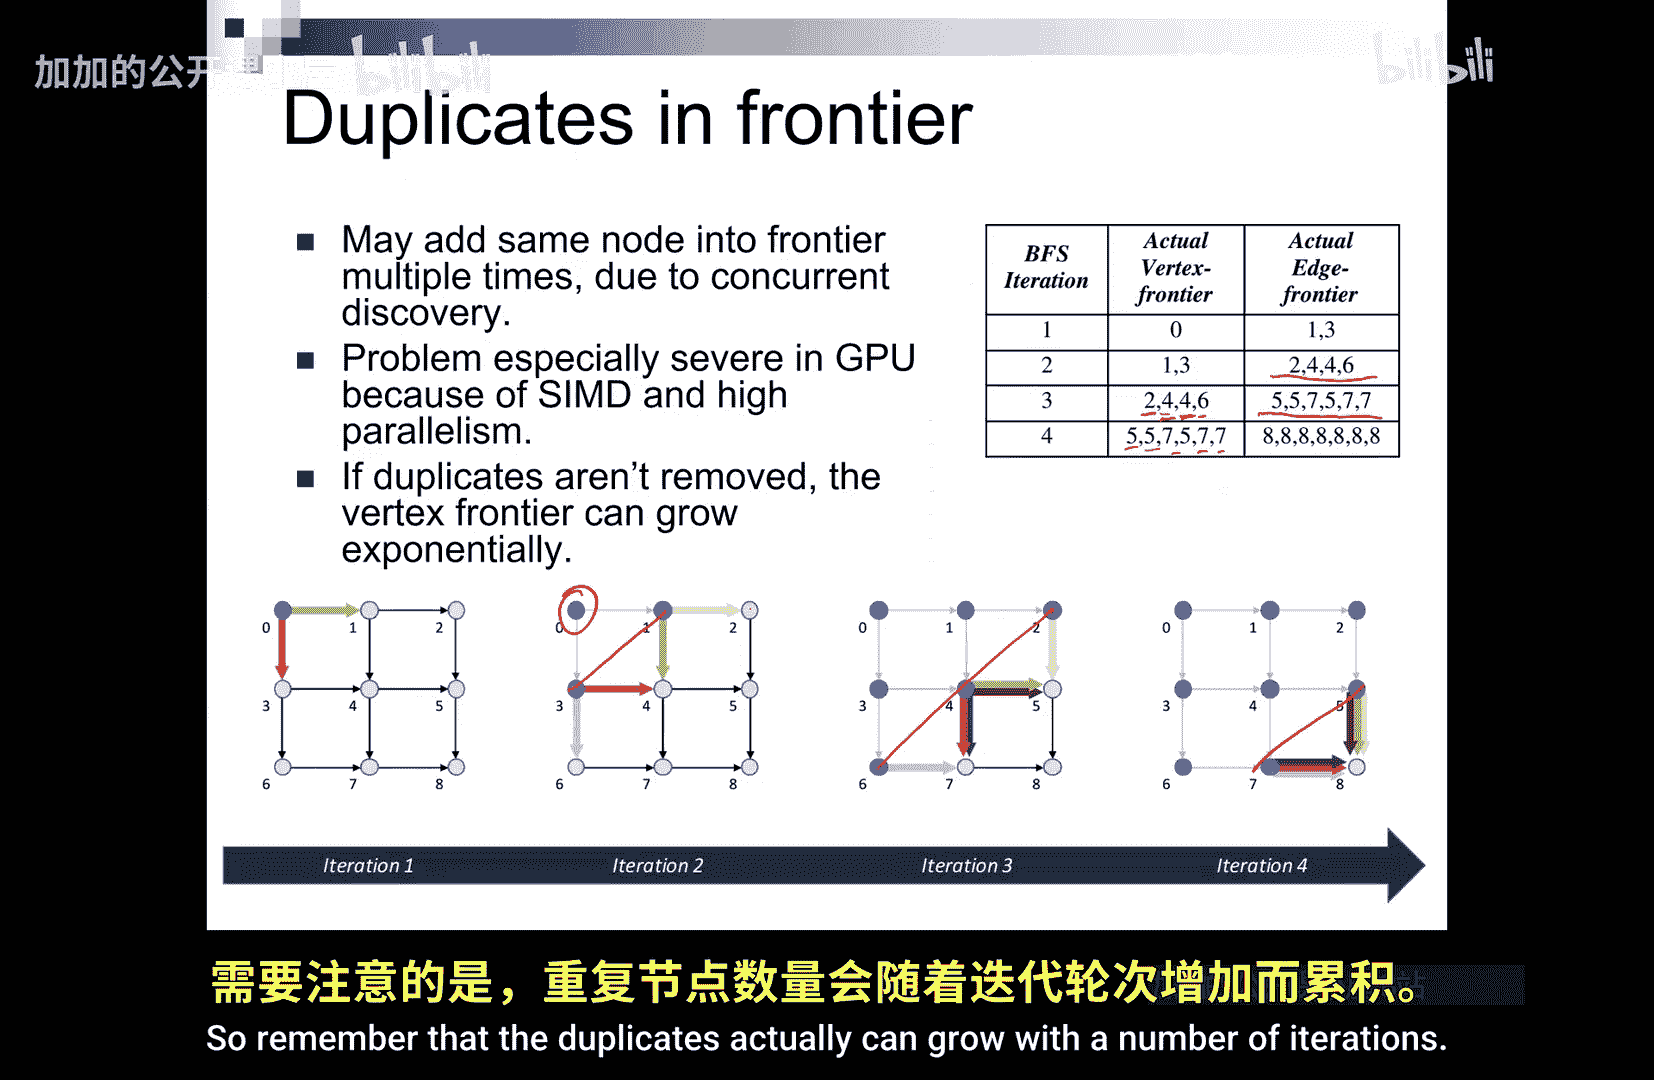 加加的公开
bilibili
bilibili
Duplicates in frontier
May add same node into frontier
multiple times, due to concurrent
discovery.
Problem especially severe in GPU
because of SIMD and high
parallelism.
If duplicates aren’t removed, the
vertex frontier can grow
exponentially.
BFS Iteration
Actual Vertex-frontier
Actual Edge-frontier
1 0 1,3
2 1,3 2,4,4,6
3 2,4,4,6 5,5,7,5,7,7
4 5,5,7,5,7,7 8,8,8,8,8,8,8
0 1 2
3 4 5
6 7 8
0 1 2
3 4 5
6 7 8
0 1 2
3 4 5
6 7 8
0 1 2
3 4 5
6 7 8
Iteration 1
Iteration 2
Iteration 3
Iteration 4
需要注意的是，重复节点数量会随着迭代轮次增加而累积。
So remember that the duplicates actually can grow with a number of iterations.